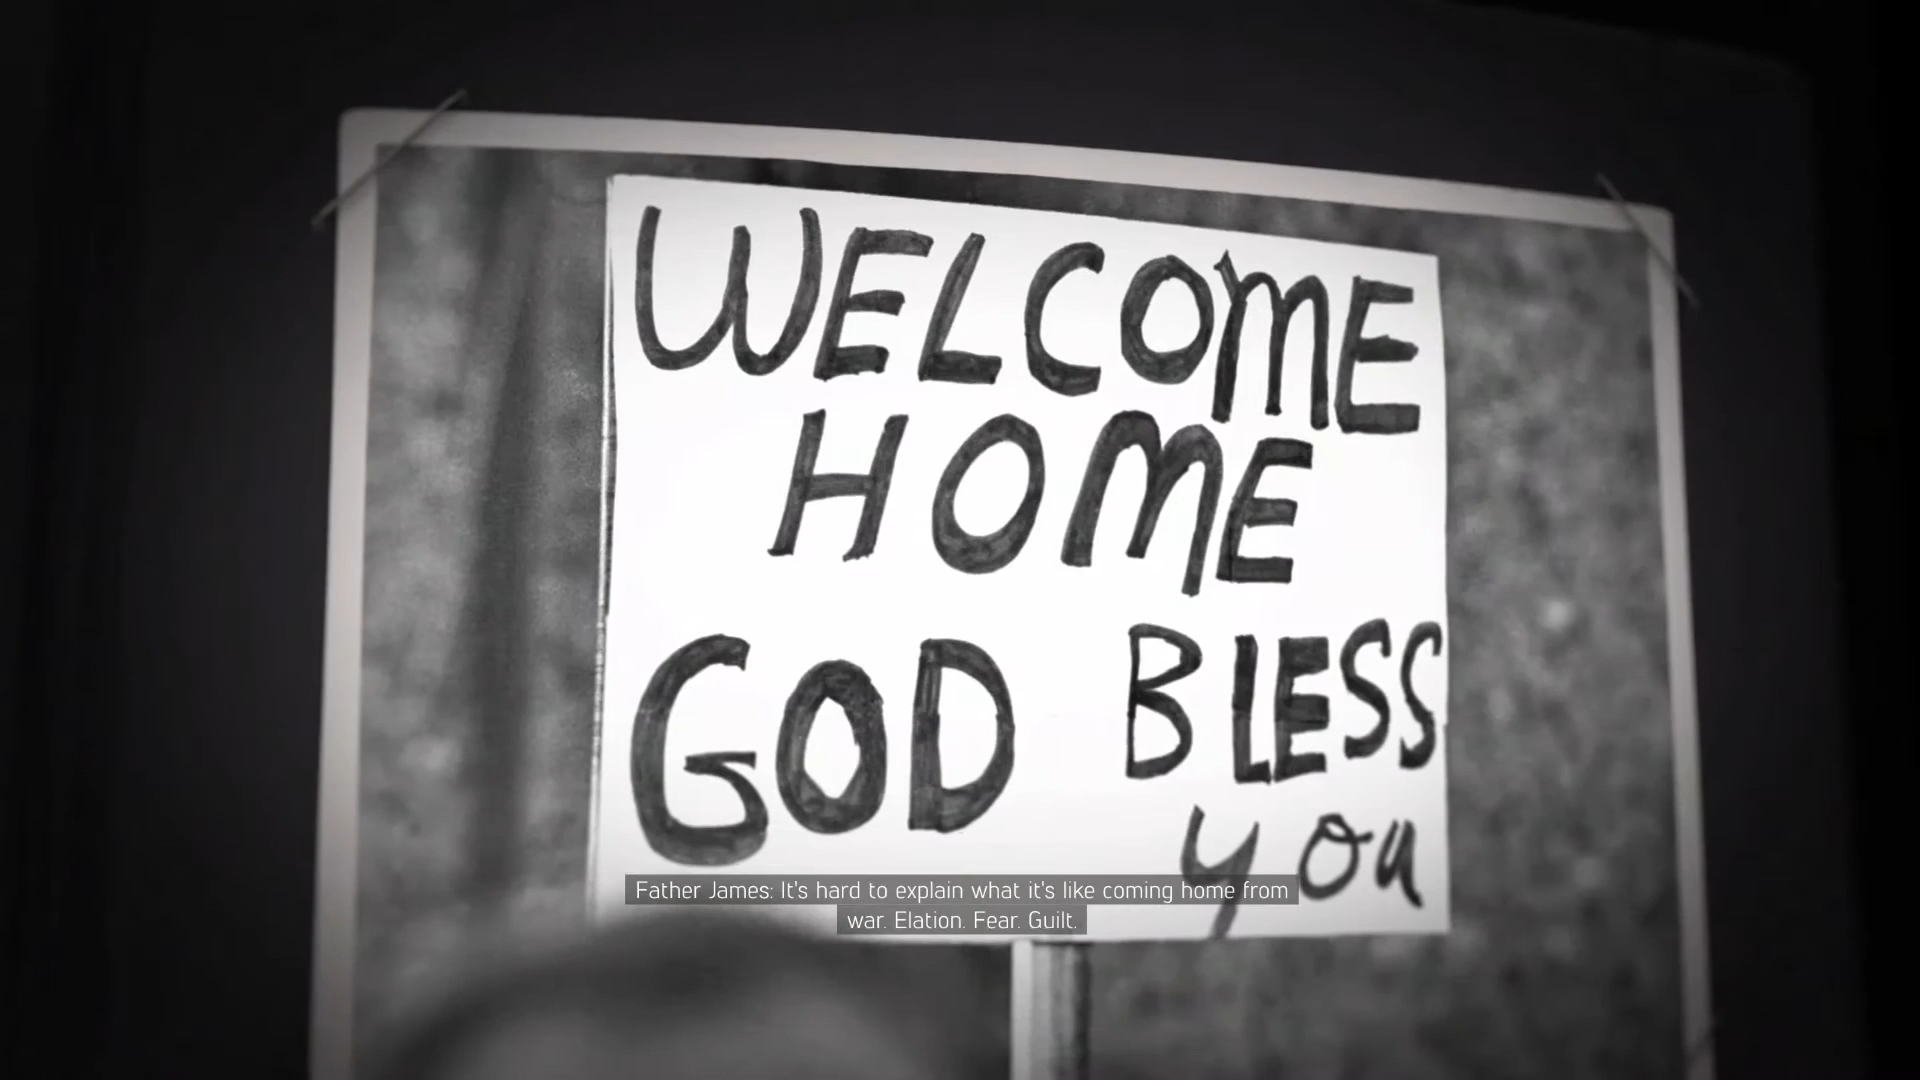 WELCOME
HOME
GOD BLESS
you
Father James: It's hard to explain what it's like coming home from
war. Elation. Fear. Guilt.